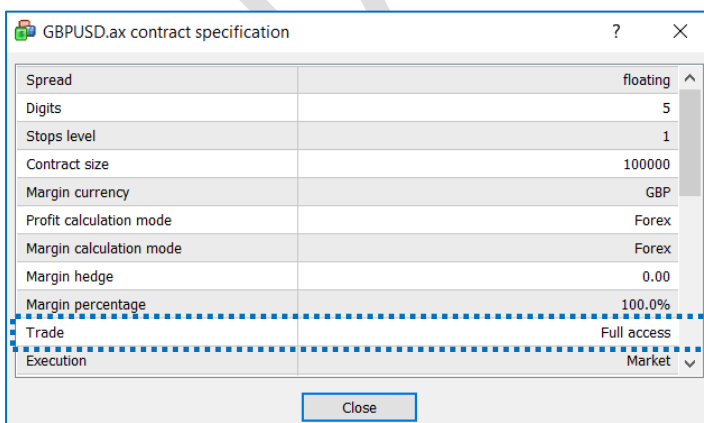 GBPUSD.ax contract specification
Spread floating
Digits 5
Stops level 1
Contract size 100000
Margin currency GBP
Profit calculation mode Forex
Margin calculation mode Forex
Margin hedge 0.00
Margin percentage 100.0%
Trade Full access
Execution Market
Close